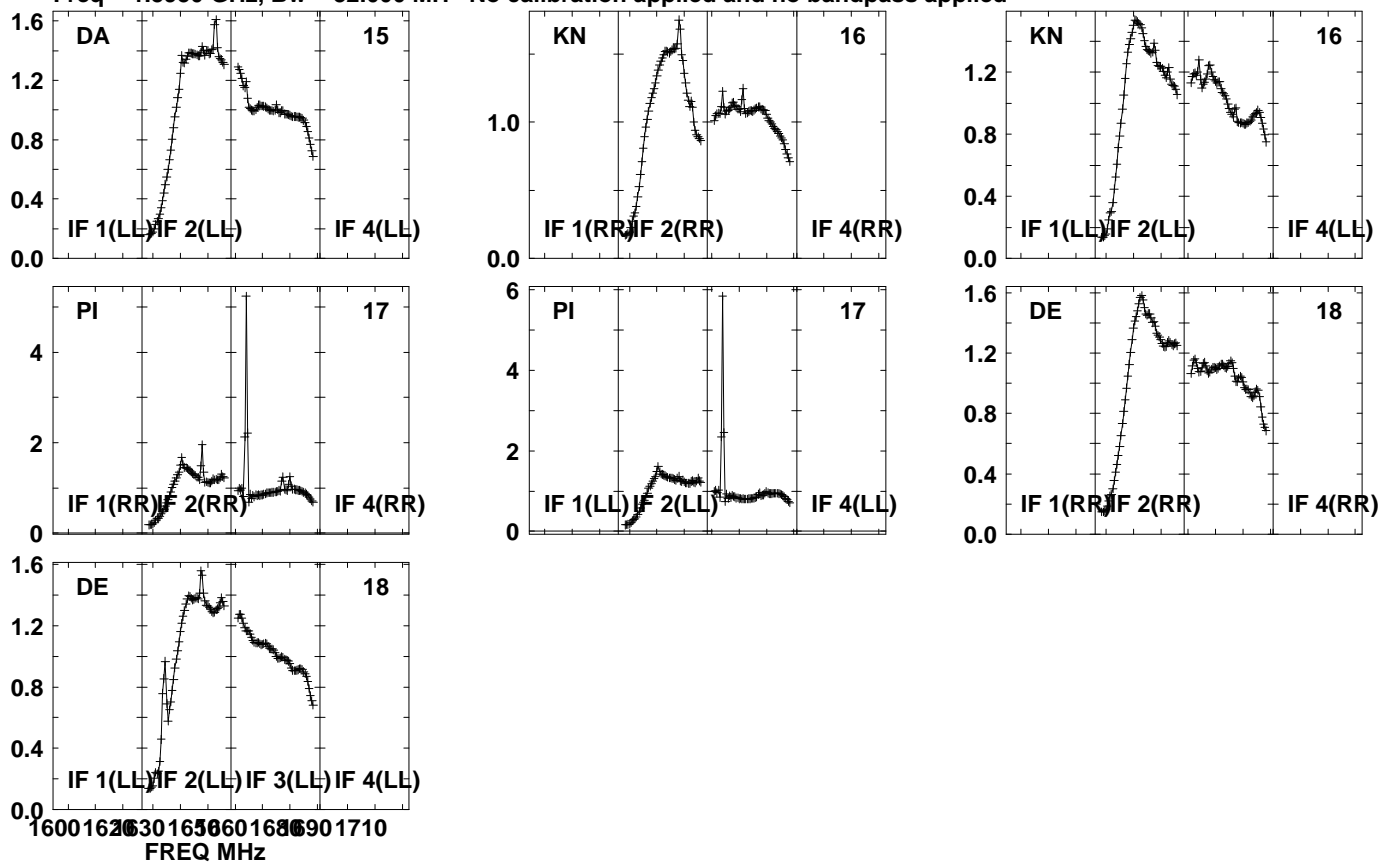 Freq = GHz, Bw = MH No calibration applied and no bandpass applied
DA 15
1.6
1.2
0.8
0.4
0.0
IF 1(LL) IF 2(LL) IF 4(LL)
KN 16
1.0
0.0
IF 1(RR) IF 2(RR) IF 4(RR)
KN 16
1.2
0.8
0.4
0.0
IF 1(LL) IF 2(LL) IF 4(LL)
PI 17
4
2
0
IF 1(RR) IF 2(RR) IF 4(RR)
PI 17
6
4
2
0
IF 1(LL) IF 2(LL) IF 4(LL)
DE 18
1.6
1.2
0.8
0.4
0.0
IF 1(RR) IF 2(RR) IF 4(RR)
DE 18
1.6
1.2
0.8
0.4
0.0
IF 1(LL) IF 2(LL) IF 3(LL) IF 4(LL)
1600 1620 1630 1650 1660 1680 1690 1710
FREQ MHz